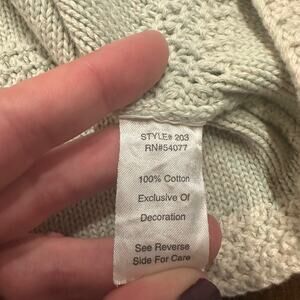 STYLE# 203
RN#54077
100% Cotton
Exclusive Of
Decoration
See Reverse
Side For Care